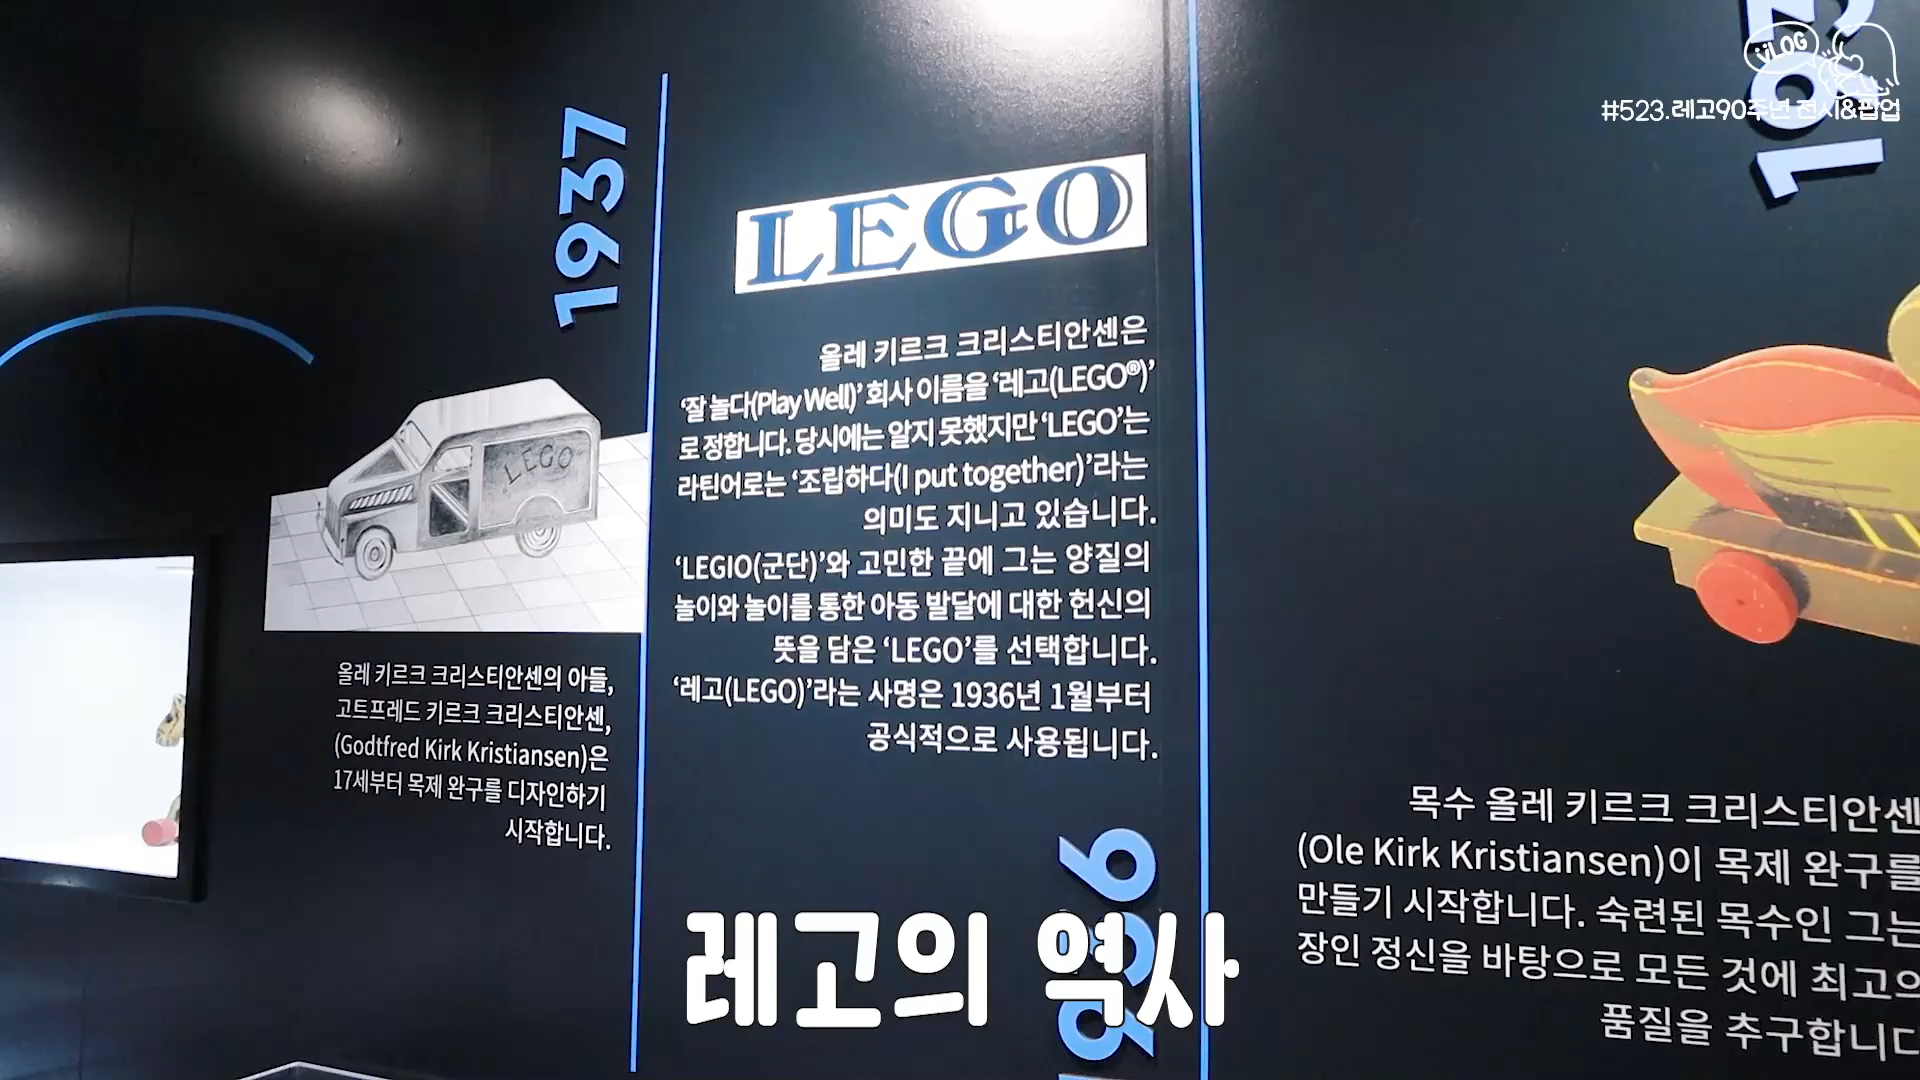 VLOG
#523.레고90주년 전시&팝업
1937
LEGO
올레 키르크 크리스티안센의 아들,
고트프레드 키르크 크리스티안센,
(Godtfred Kirk Kristiansen)은
17세부터 목제 완구를 디자인하기
시작합니다.
LEGO
올레 키르크 크리스티안센은
‘잘 놀다(Play Well)’ 회사 이름을 ‘레고(LEGO®)’
로 정합니다. 당시에는 알지 못했지만 ‘LEGO’는
라틴어로는 ‘조립하다(I put together)’라는
의미도 지니고 있습니다.
‘LEGIO(군단)’와 고민한 끝에 그는 양질의
놀이와 놀이를 통한 아동 발달에 대한 헌신의
뜻을 담은 ‘LEGO’를 선택합니다.
‘레고(LEGO)’라는 사명은 1936년 1월부터
공식적으로 사용됩니다.
목수 올레 키르크 크리스티안센
(Ole Kirk Kristiansen)이 목제 완구를
만들기 시작합니다. 숙련된 목수인 그는
장인 정신을 바탕으로 모든 것에 최고의
품질을 추구합니다
레고의 역사